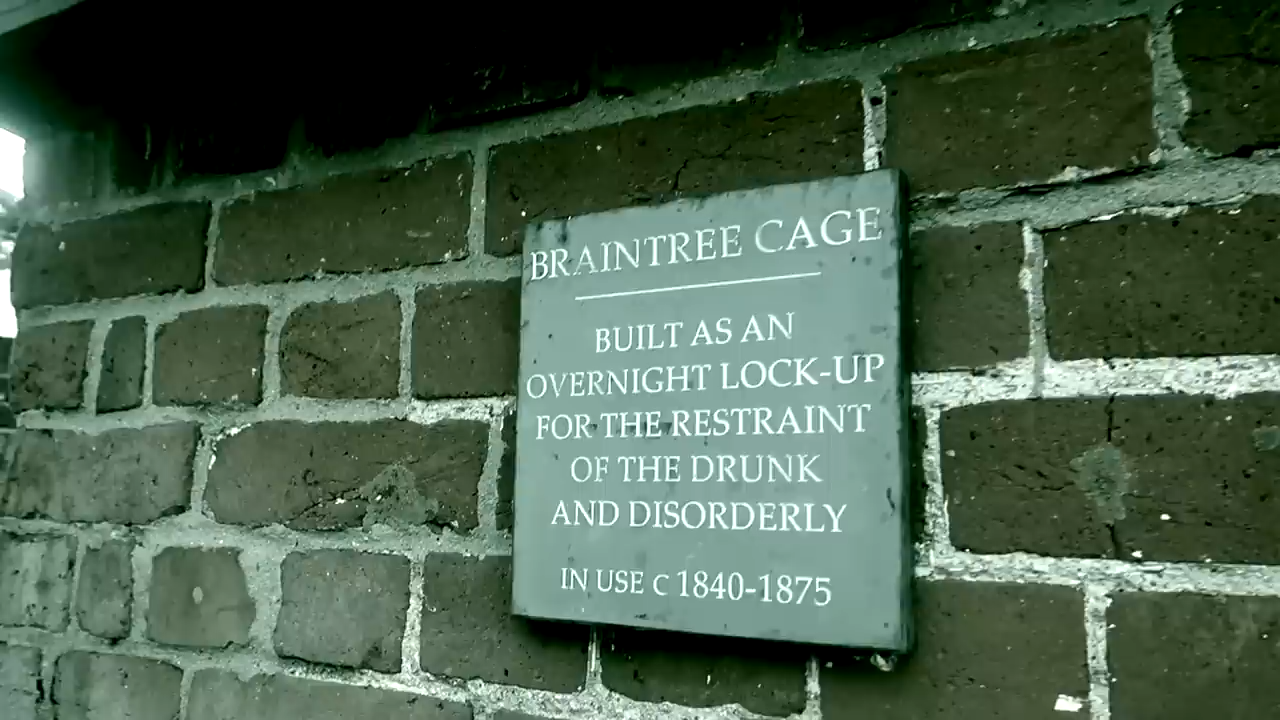 BRAINTREE CAGE
BUILT AS AN
OVERNIGHT LOCK-UP
FOR THE RESTRAINT
OF THE DRUNK
AND DISORDERLY
IN USE C 1840-1875